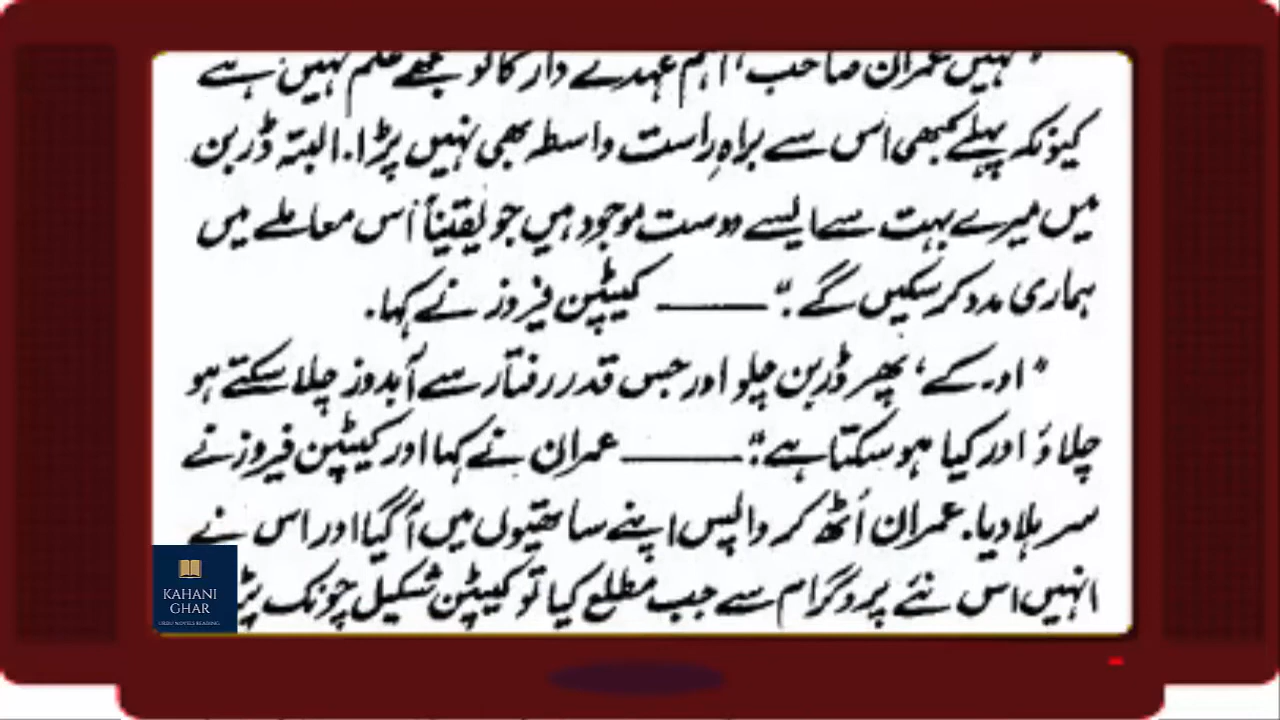 "نہیں عمران صاحب، اہم عہدے دار کا تو مجھے علم نہیں ہے
کیونکہ پہلے کبھی اس سے براہِ راست واسطہ بھی نہیں پڑا۔ البتہ ڈربن
میں میرے بہت سے ایسے دوست موجود ہیں جو یقیناً اس معاملے میں
ہماری مدد کر سکیں گے۔" ــــــــ کیپٹن فیروز نے کہا۔
"او۔ کے، پھر ڈربن چلو اور جس قدر رفتار سے آبدوز چلا سکتے ہو
چلاؤ اور کیا ہو سکتا ہے۔" ــــــــ عمران نے کہا اور کیپٹن فیروز نے
سر ہلا دیا۔ عمران اُٹھ کر واپس اپنے ساتھیوں میں آ گیا اور اس نے
انہیں اس نئے پروگرام سے جب مطلع کیا تو کیپٹن شکیل چونک
KAHANI
GHAR
URDU NOVELS READING